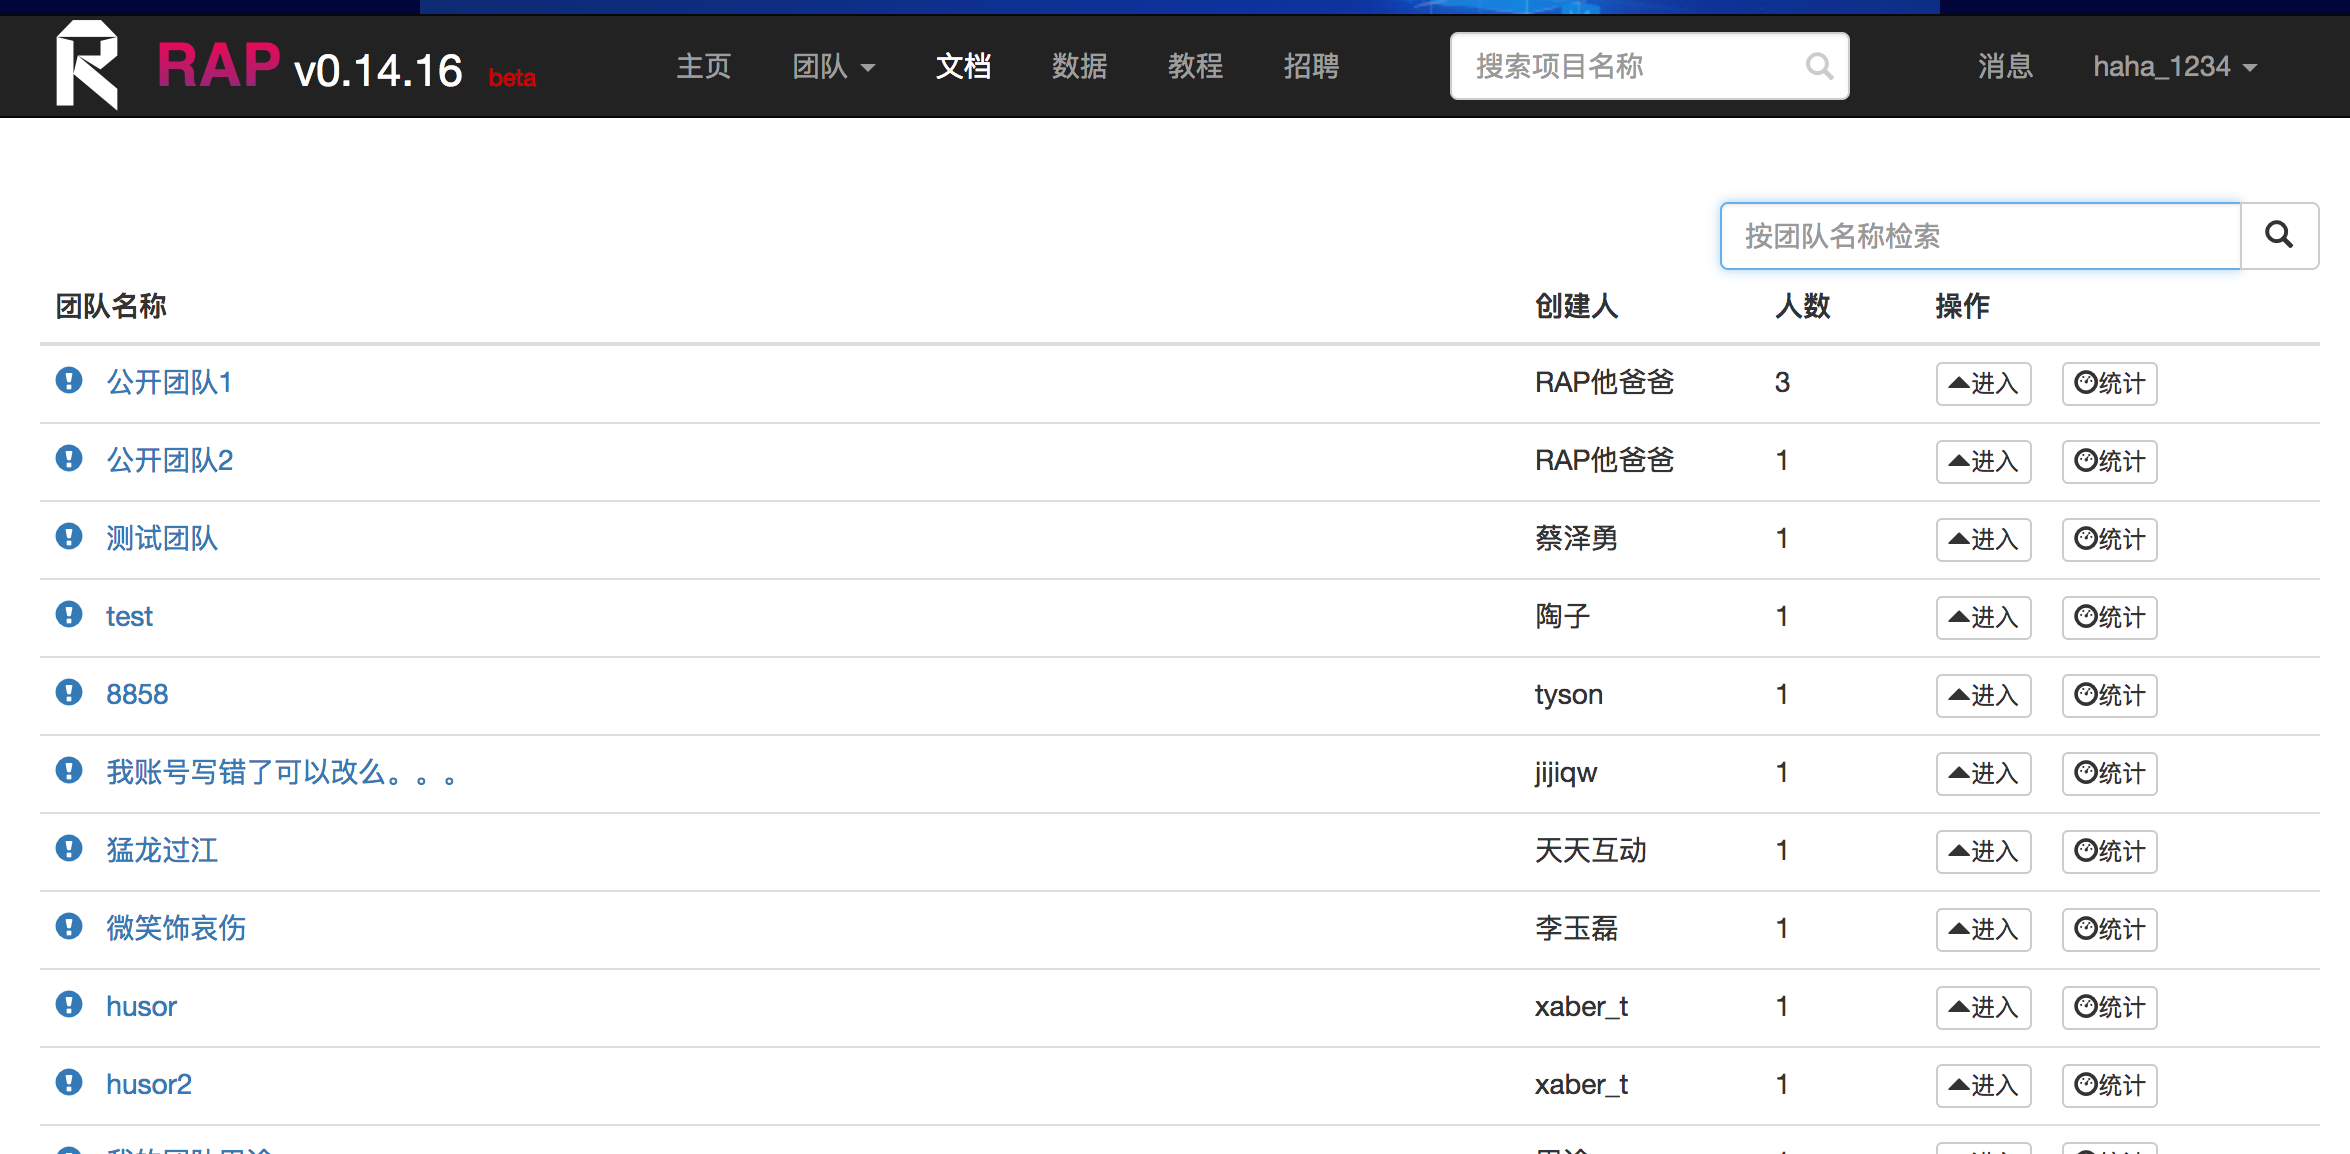 RAP v0.14.16 beta 主页 团队 文档 数据 教程 招聘 搜索项目名称 消息 haha_1234
按团队名称检索
团队名称 创建人 人数 操作
公开团队1 RAP他爸爸 3 进入 统计
公开团队2 RAP他爸爸 1 进入 统计
测试团队 蔡泽勇 1 进入 统计
test 陶子 1 进入 统计
8858 tyson 1 进入 统计
我账号写错了可以改么。。。 jijiqw 1 进入 统计
猛龙过江 天天互动 1 进入 统计
微笑饰哀伤 李玉磊 1 进入 统计
husor xaber_t 1 进入 统计
husor2 xaber_t 1 进入 统计